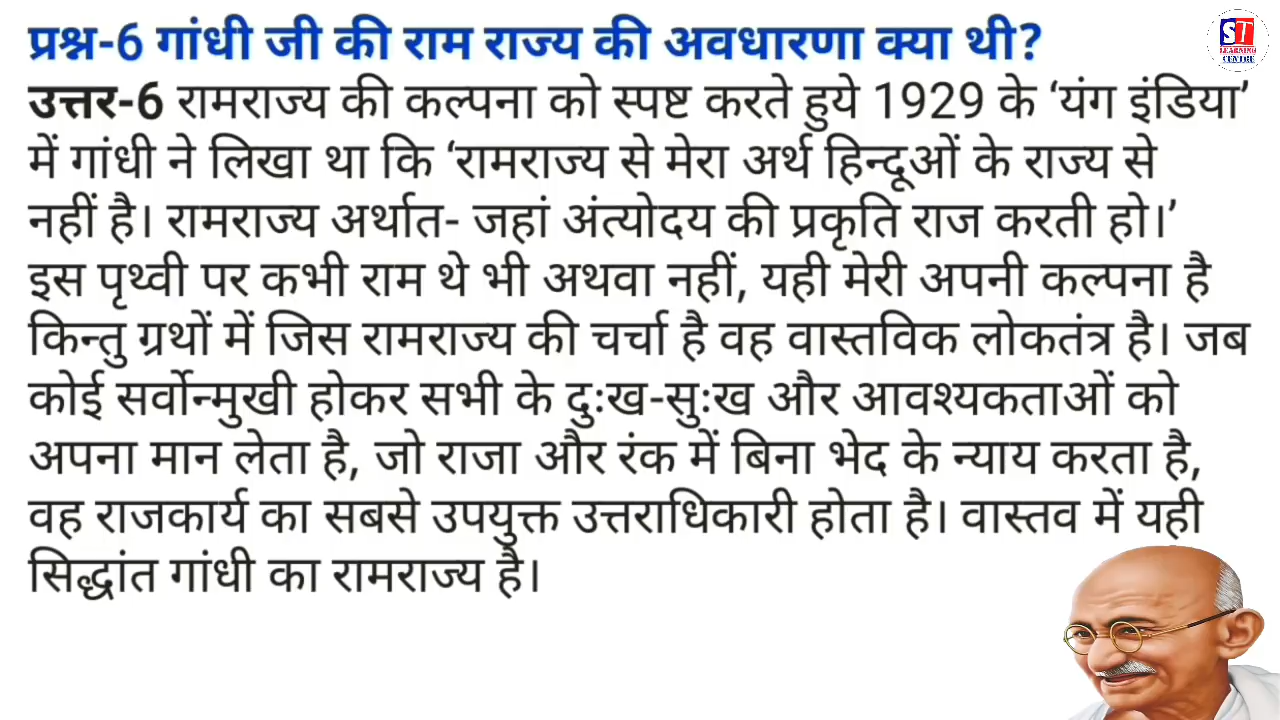 प्रश्न-6 गांधी जी की राम राज्य की अवधारणा क्या थी?
ST
LEARNING
CENTRE
उत्तर-6 रामराज्य की कल्पना को स्पष्ट करते हुये 1929 के ‘यंग इंडिया’
में गांधी ने लिखा था कि ‘रामराज्य से मेरा अर्थ हिन्दूओं के राज्य से
नहीं है। रामराज्य अर्थात- जहां अंत्योदय की प्रकृति राज करती हो।’
इस पृथ्वी पर कभी राम थे भी अथवा नहीं, यही मेरी अपनी कल्पना है
किन्तु ग्रथों में जिस रामराज्य की चर्चा है वह वास्तविक लोकतंत्र है। जब
कोई सर्वोन्मुखी होकर सभी के दुःख-सुःख और आवश्यकताओं को
अपना मान लेता है, जो राजा और रंक में बिना भेद के न्याय करता है,
वह राजकार्य का सबसे उपयुक्त उत्तराधिकारी होता है। वास्तव में यही
सिद्धांत गांधी का रामराज्य है।